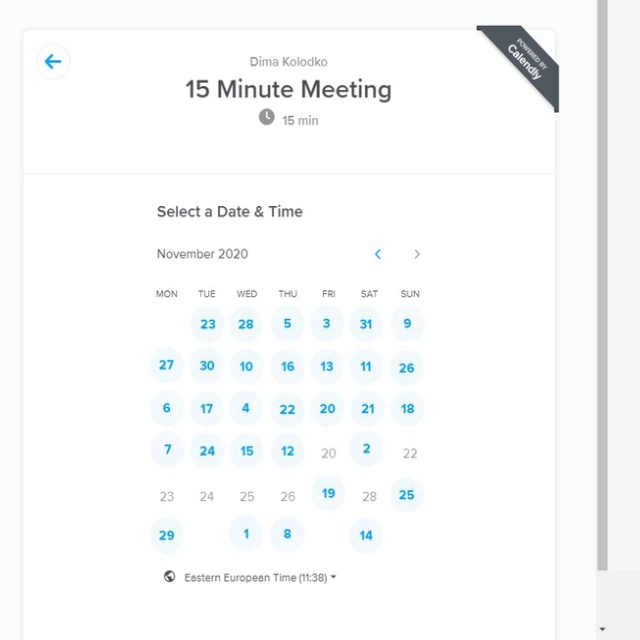 POWERED BY
Calendly
Dima Kolodko
15 Minute Meeting
15 min
Select a Date & Time
November 2020
MON TUE WED THU FRI SAT SUN
23 28 5 3 31 9
27 30 10 16 13 11 26
6 17 4 22 20 21 18
7 24 15 12 20 2 22
23 24 25 26 19 28 25
29 1 8 14
Eastern European Time (11:38)